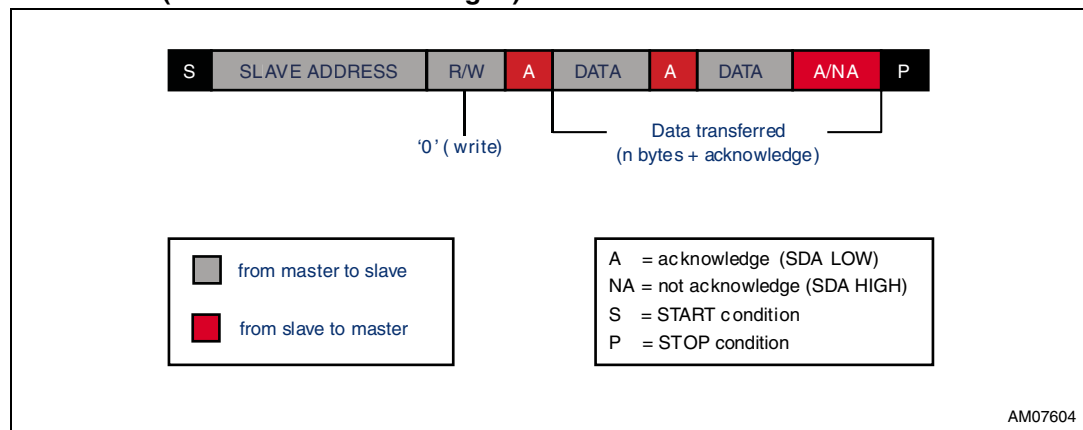 S SLAVE ADDRESS R/W A DATA A DATA A/NA P
‘0’ ( write)
Data transferred
(n bytes + acknowledge)
from master to slave
from slave to master
A = acknowledge (SDA LOW)
NA = not acknowledge (SDA HIGH)
S = START condition
P = STOP condition
AM07604